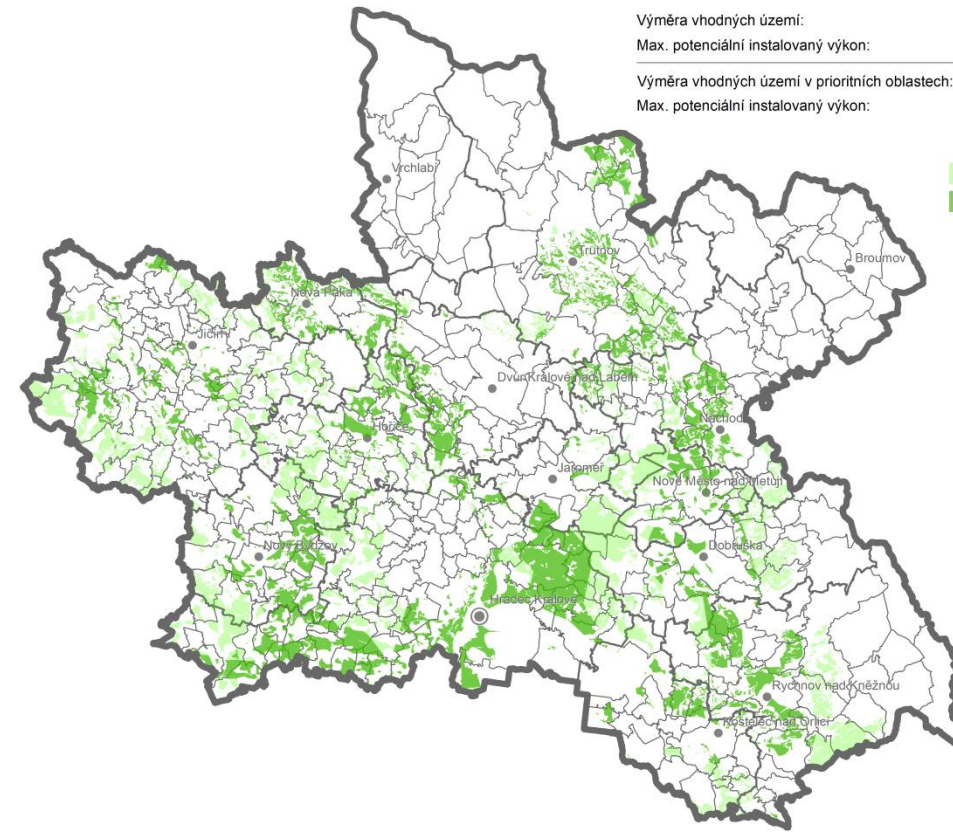 Výměra vhodných území:
Max. potenciální instalovaný výkon:
Výměra vhodných území v prioritních oblastech:
Max. potenciální instalovaný výkon:
Vrchlabí
Trutnov
Broumov
Nová Paka
Jičín
Dvůr Králové nad Labem
Náchod
Hořice
Jaroměř
Nové Město nad Metují
Nový Bydžov
Dobruška
Hradec Králové
Rychnov nad Kněžnou
Kostelec nad Orlicí